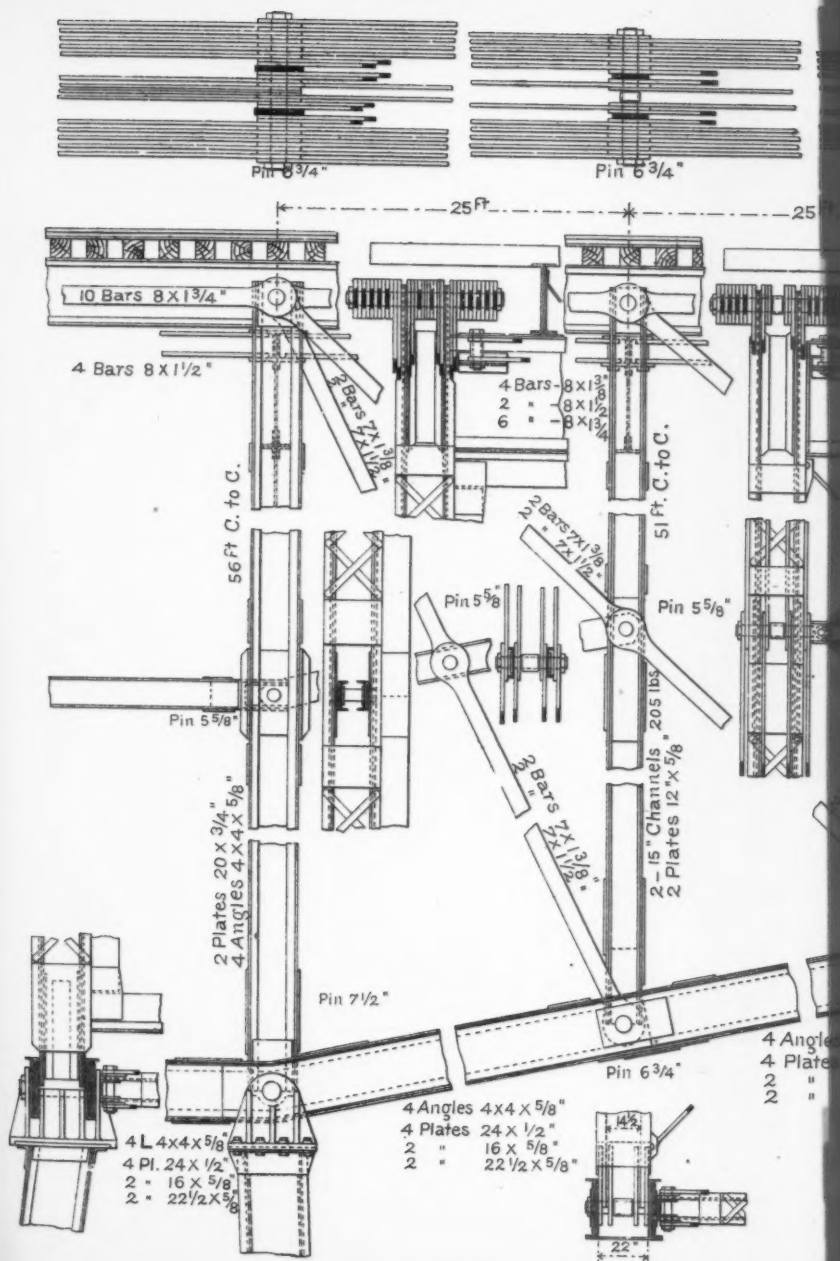 Pin 6 3/4"
Pin 6 3/4"
25 Ft
25 Ft
10 Bars 8 X 1 3/4"
4 Bars 8 X 1 1/2"
2 Bars 7 X 1 3/8"
2 " 7 X 1 1/2"
4 Bars - 8 X 1 3/8"
2 " - 8 X 1 1/2
6 " - 8 X 1 3/4
56 Ft C. to C.
51 ft. C. to C.
2 Bars 7 X 1 3/8"
2 " 7 X 1 1/2"
Pin 5 5/8"
Pin 5 5/8"
Pin 5 5/8"
2 Bars 7 X 1 3/8"
2 " 7 X 1 1/2"
2 Plates 20 X 3/4"
4 Angles 4 X 4 X 5/8"
2 - 15" Channels 205 lbs.
2 Plates 12" X 5/8"
Pin 7 1/2"
Pin 6 3/4"
4 Angles
4 Plates
2 "
2 "
4 Angles 4 X 4 X 5/8"
4 Plates 24 X 1/2"
2 " 16 X 5/8"
2 " 22 1/2 X 5/8"
4 L 4 X 4 X 5/8"
4 Pl. 24 X 1/2"
2 " 16 X 5/8"
2 " 22 1/2 X 5/8
14 1/2
22"